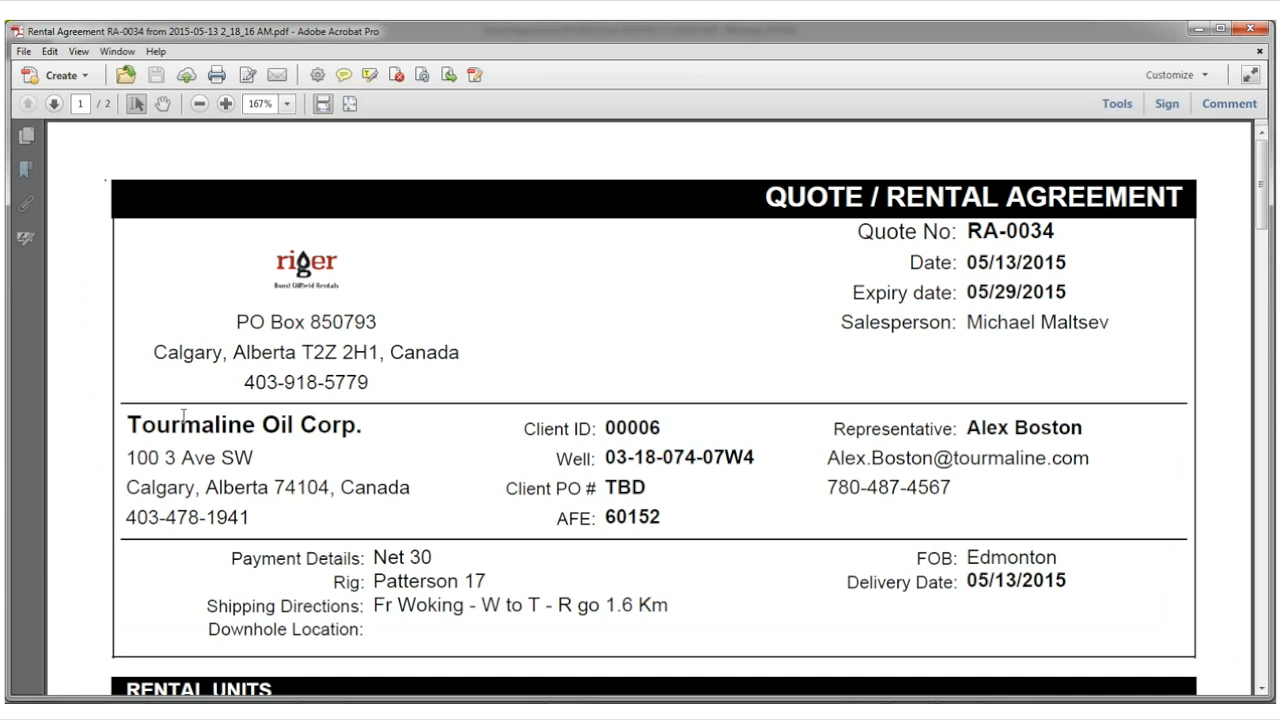 Rental Agreement RA-0034 from 2015-05-13 2_18_16 AM.pdf - Adobe Acrobat Pro
File Edit View Window Help
Create Customize
1 / 2 167% Tools Sign Comment
QUOTE / RENTAL AGREEMENT
Quote No: RA-0034
riger
Date: 05/13/2015
Boost Oilfield Rentals
Expiry date: 05/29/2015
PO Box 850793
Salesperson: Michael Maltsev
Calgary, Alberta T2Z 2H1, Canada
403-918-5779
Tourmaline Oil Corp. Client ID: 00006 Representative: Alex Boston
100 3 Ave SW Well: 03-18-074-07W4 Alex.Boston@tourmaline.com
Calgary, Alberta 74104, Canada Client PO # TBD 780-487-4567
403-478-1941 AFE: 60152
Payment Details: Net 30 FOB: Edmonton
Rig: Patterson 17 Delivery Date: 05/13/2015
Shipping Directions: Fr Woking - W to T - R go 1.6 Km
Downhole Location:
RENTAL UNITS